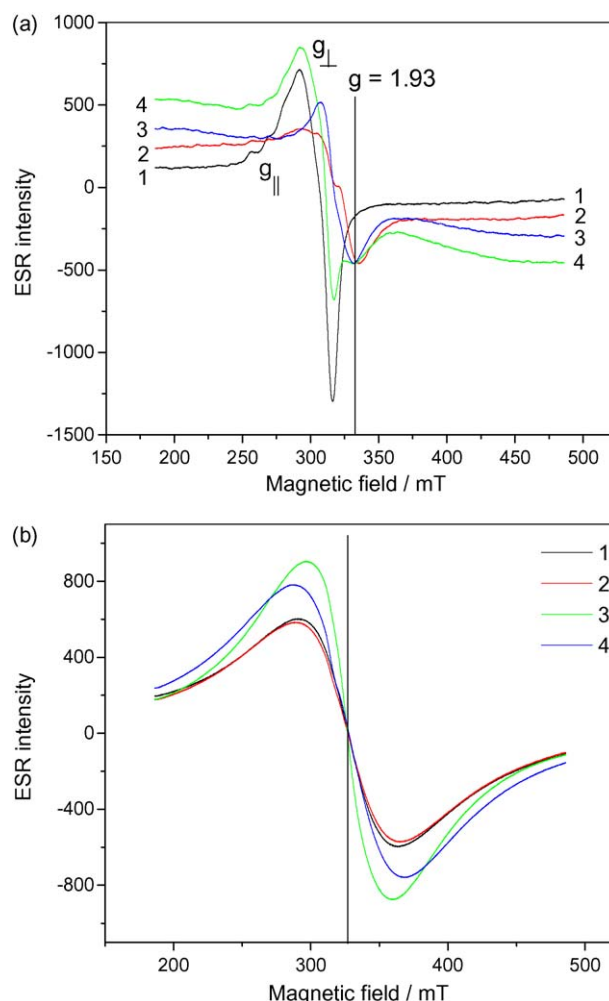 (a)
1000
500
0
-500
-1000
-1500
ESR intensity
150 200 250 300 350 400 450 500
Magnetic field / mT
g⊥
g = 1.93
g||
4
3
2
1
1
2
3
4
(b)
800
400
0
-400
-800
ESR intensity
200 300 400 500
Magnetic field / mT
1
2
3
4